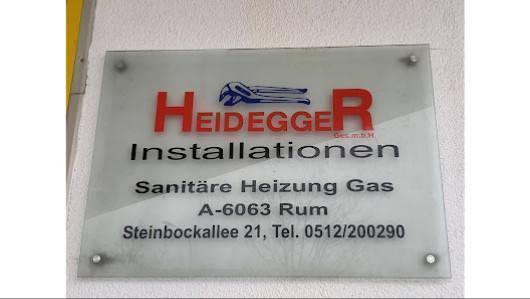 HEIDEGGER
Ges.m.b.H.
Installationen
Sanitäre Heizung Gas
A-6063 Rum
Steinbockallee 21, Tel. 0512/200290